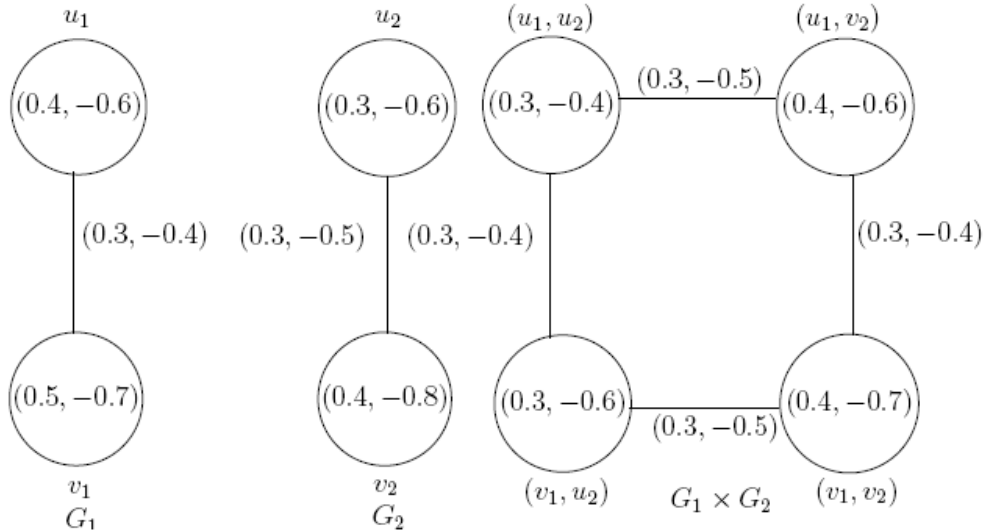 u₁ u₂ (u₁, u₂) (u₁, v₂)
(0.3, −0.5)
(0.4, −0.6) (0.3, −0.6) (0.3, −0.4) (0.4, −0.6)
(0.3, −0.4) (0.3, −0.5) (0.3, −0.4) (0.3, −0.4)
(0.5, −0.7) (0.4, −0.8) (0.3, −0.6) (0.4, −0.7)
(0.3, −0.5)
v₁ v₂ (v₁, u₂) G₁ × G₂ (v₁, v₂)
G₁ G₂